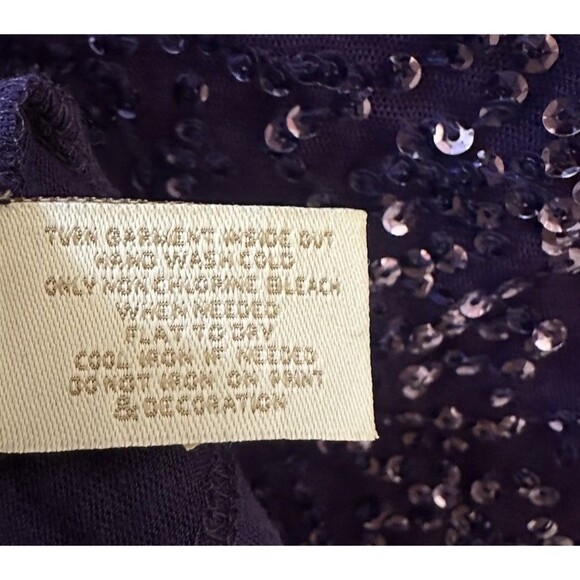 TURN GARMENT INSIDE OUT
HAND WASH COLD
ONLY NON CHLORINE BLEACH
WHEN NEEDED
FLAT TO DRY
COOL IRON IF NEEDED
DO NOT IRON ON PRINT
& DECORATION